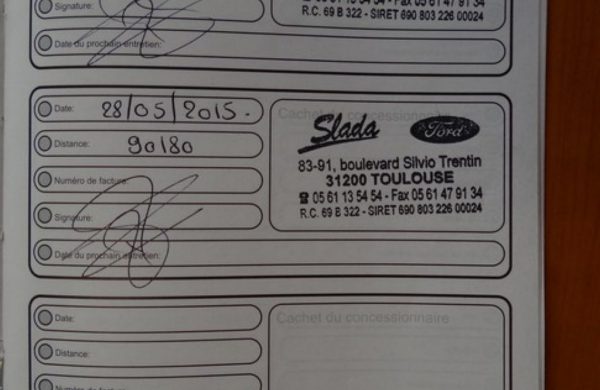 Signature:
05 61 13 54 54 - Fax 05 61 47 91 34
R.C. 69 B 322 - SIRET 690 803 226 00024
Date du prochain entretien:
Date: 28/05/2015.
Cachet du concessionnaire
Slada Ford
Distance: 90180
83-91, boulevard Silvio Trentin
Numéro de facture:
31200 TOULOUSE
☎ 05 61 13 54 54 - Fax 05 61 47 91 34
Signature:
R.C. 69 B 322 - SIRET 690 803 226 00024
Date du prochain entretien:
Date:
Cachet du concessionnaire
Distance:
Numéro de facture: